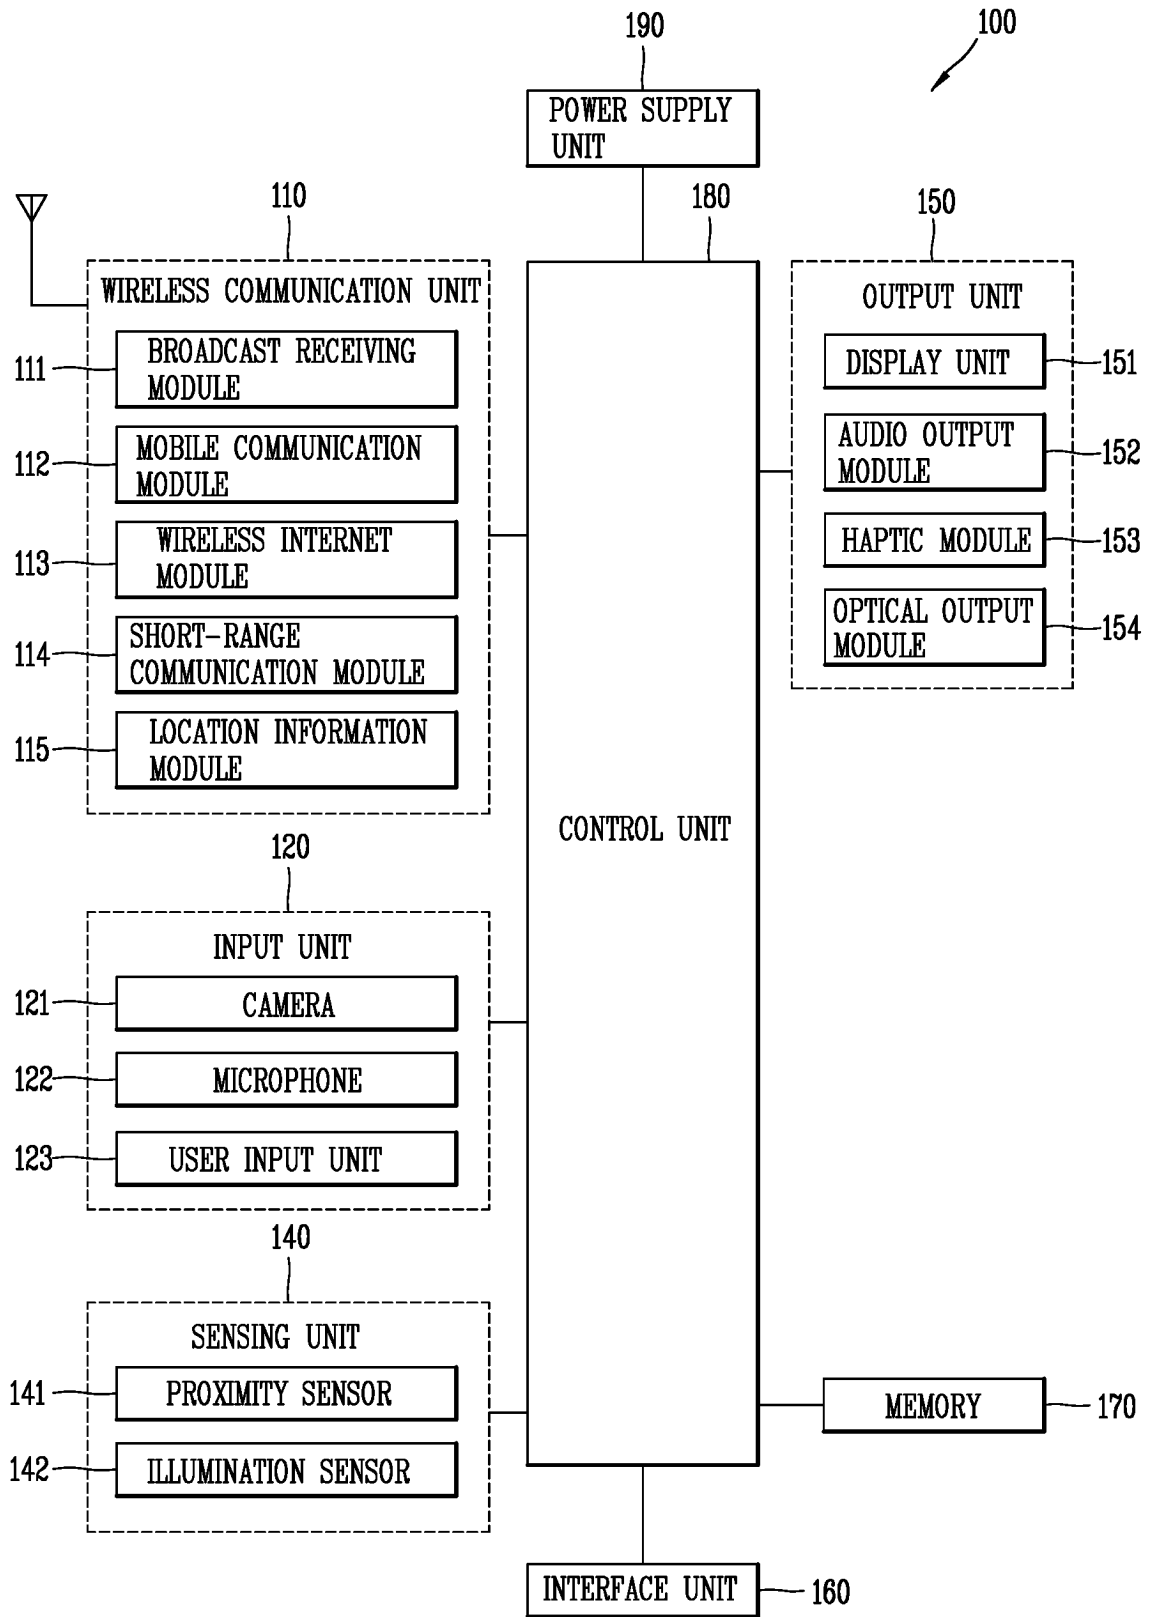 100
190
POWER SUPPLY
UNIT
110
WIRELESS COMMUNICATION UNIT
111
BROADCAST RECEIVING
MODULE
112
MOBILE COMMUNICATION
MODULE
113
WIRELESS INTERNET
MODULE
114
SHORT-RANGE
COMMUNICATION MODULE
115
LOCATION INFORMATION
MODULE
120
INPUT UNIT
121
CAMERA
122
MICROPHONE
123
USER INPUT UNIT
140
SENSING UNIT
141
PROXIMITY SENSOR
142
ILLUMINATION SENSOR
180
CONTROL UNIT
150
OUTPUT UNIT
DISPLAY UNIT
151
AUDIO OUTPUT
MODULE
152
HAPTIC MODULE
153
OPTICAL OUTPUT
MODULE
154
MEMORY
170
INTERFACE UNIT
160